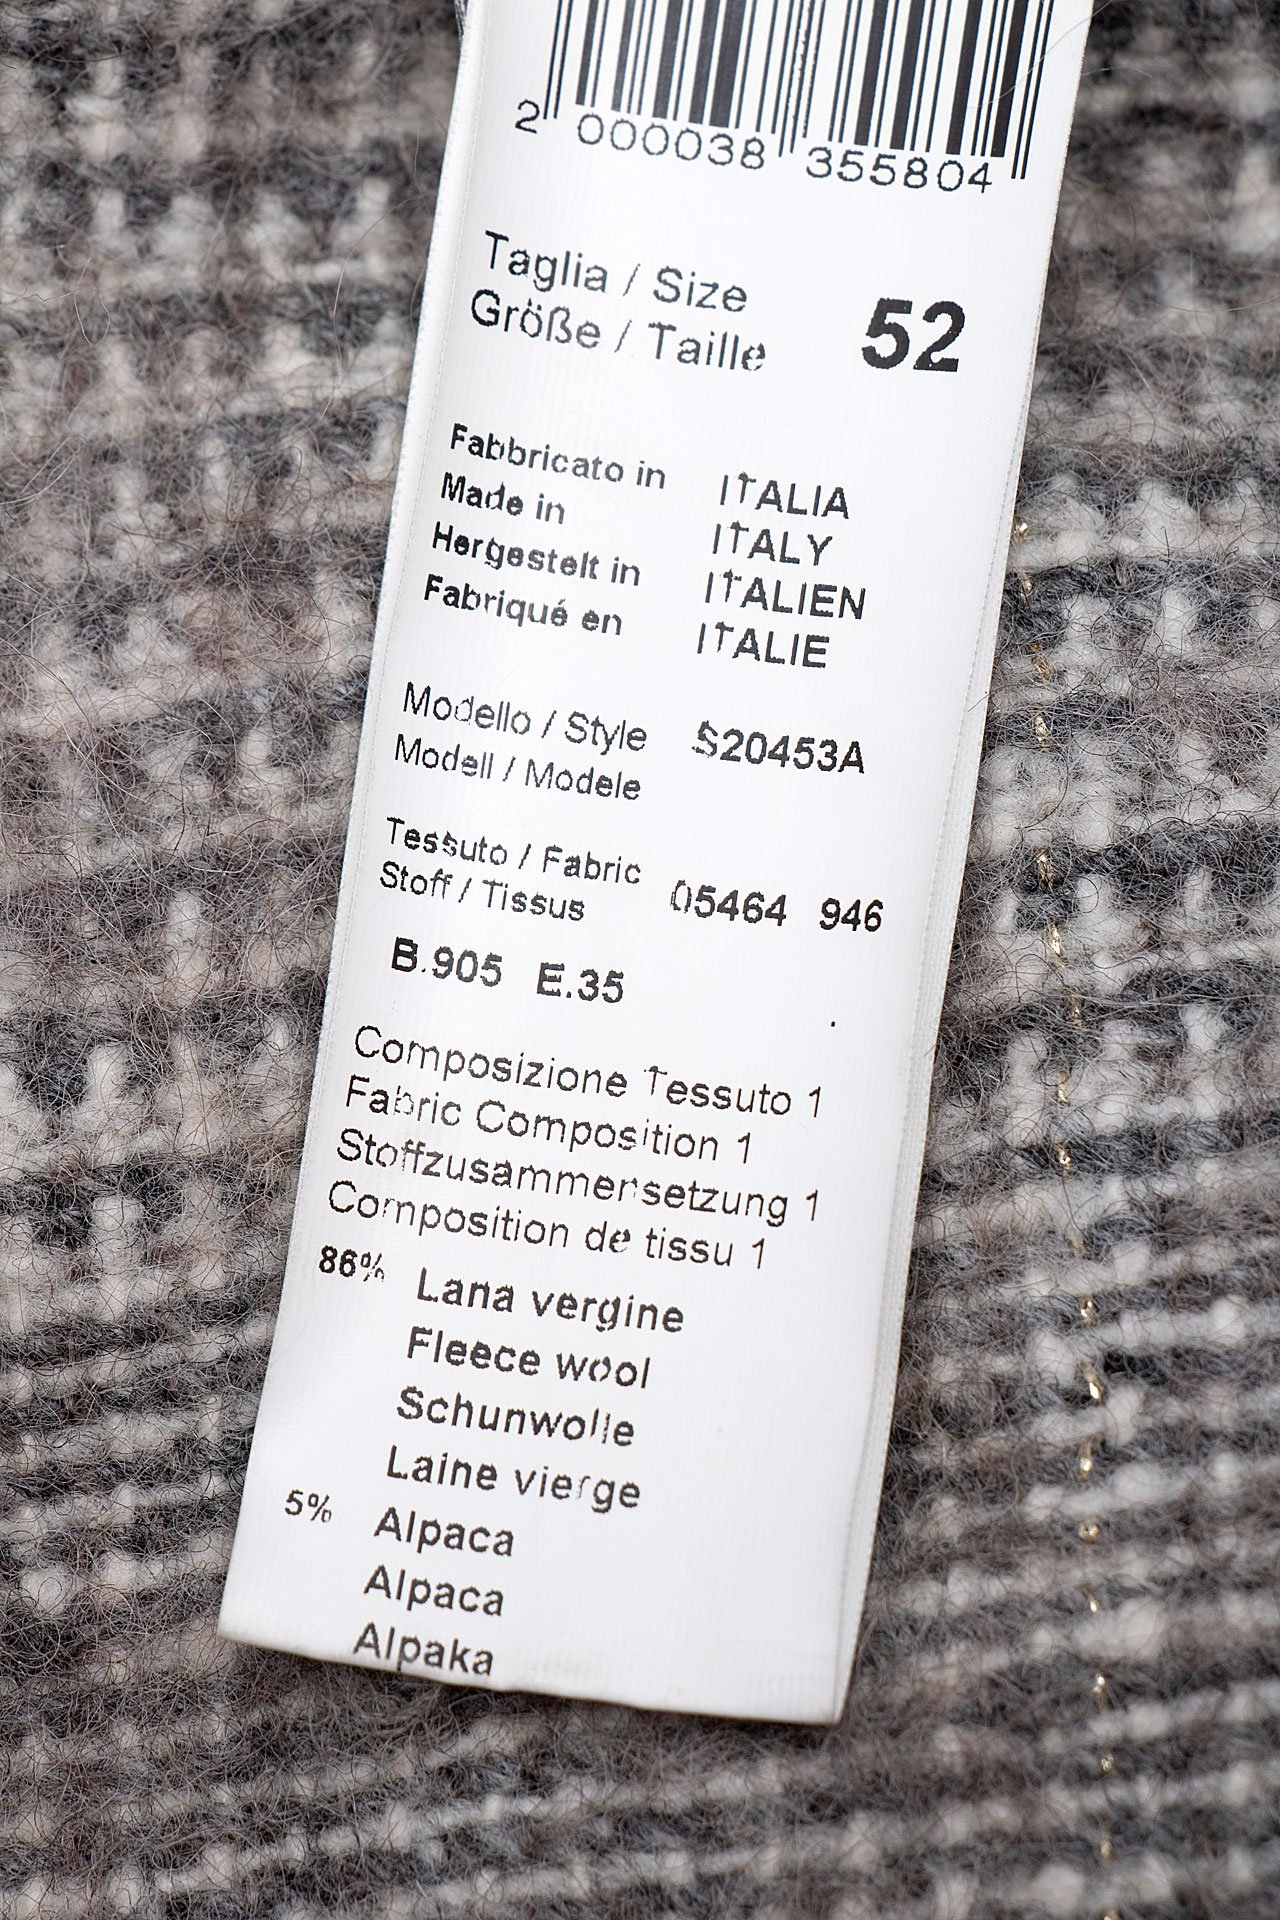 2 000038 355804
Taglia / Size
Größe / Taille 52
Fabbricato in ITALIA
Made in ITALY
Hergestellt in ITALIEN
Fabriqué en ITALIE
Modello / Style S20453A
Modell / Modele
Tessuto / Fabric 05464 946
Stoff / Tissus
B.905 E.35
Composizione Tessuto 1
Fabric Composition 1
Stoffzusammensetzung 1
Composition de tissu 1
86% Lana vergine
Fleece wool
Schunwolle
Laine vierge
5% Alpaca
Alpaca
Alpaka